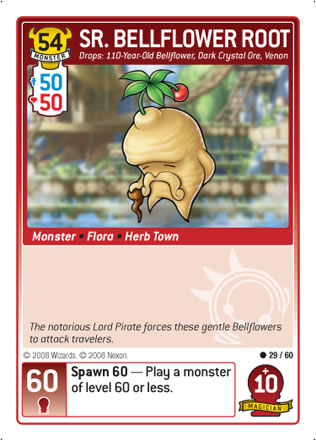 54
MONSTER
SR. BELLFLOWER ROOT
Drops: 110-Year-Old Bellflower, Dark Crystal Ore, Venon
50
50
Monster • Flora • Herb Town
The notorious Lord Pirate forces these gentle Bellflowers
to attack travelers.
© 2008 Wizards. © 2008 Nexon.
● 29 / 60
60
Spawn 60 — Play a monster
of level 60 or less.
+
10
MAGICIAN